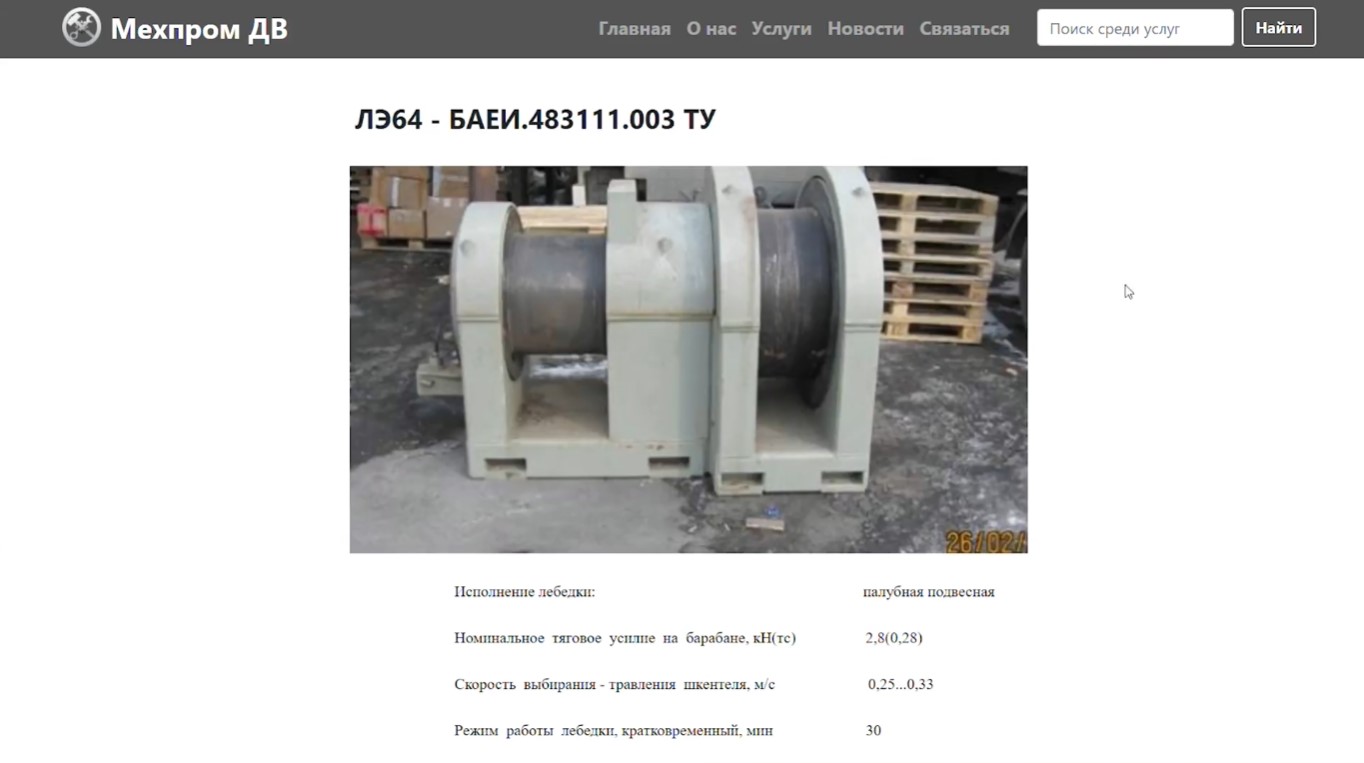 Мехпром ДВ
Главная О нас Услуги Новости Связаться Поиск среди услуг Найти
ЛЭ64 - БАЕИ.483111.003 ТУ
26/02/
Исполнение лебедки: палубная подвесная
Номинальное тяговое усилие на барабане, кН(тс) 2,8(0,28)
Скорость выбирания - травления шкентеля, м/с 0,25...0,33
Режим работы лебедки, кратковременный, мин 30